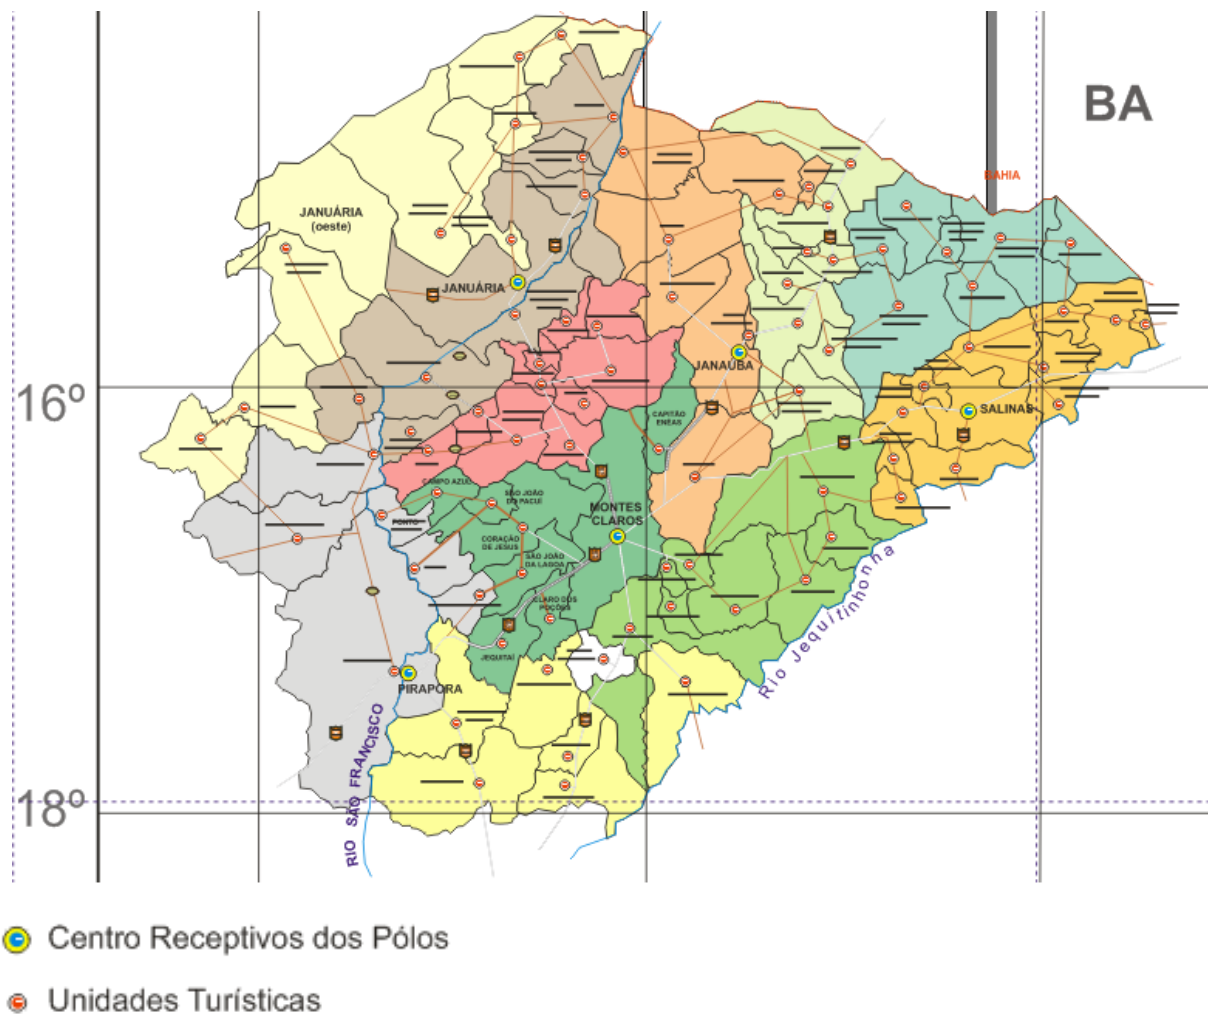 BA
BAHIA
JANUÁRIA
(oeste)
JANUÁRIA
JANAÚBA
16º
CAPITÃO
ENÉAS
SALINAS
CAMPO AZUL
SÃO JOÃO
DO PACUÍ
MONTES
CLAROS
PONTO
CORAÇÃO
DE JESUS
SÃO JOÃO
DA LAGOA
CLARO DOS
POÇÕES
JEQUITAÍ
Rio Jequitinhonha
PIRAPORA
RIO SÃO FRANCISCO
18º
Centro Receptivos dos Pólos
Unidades Turísticas